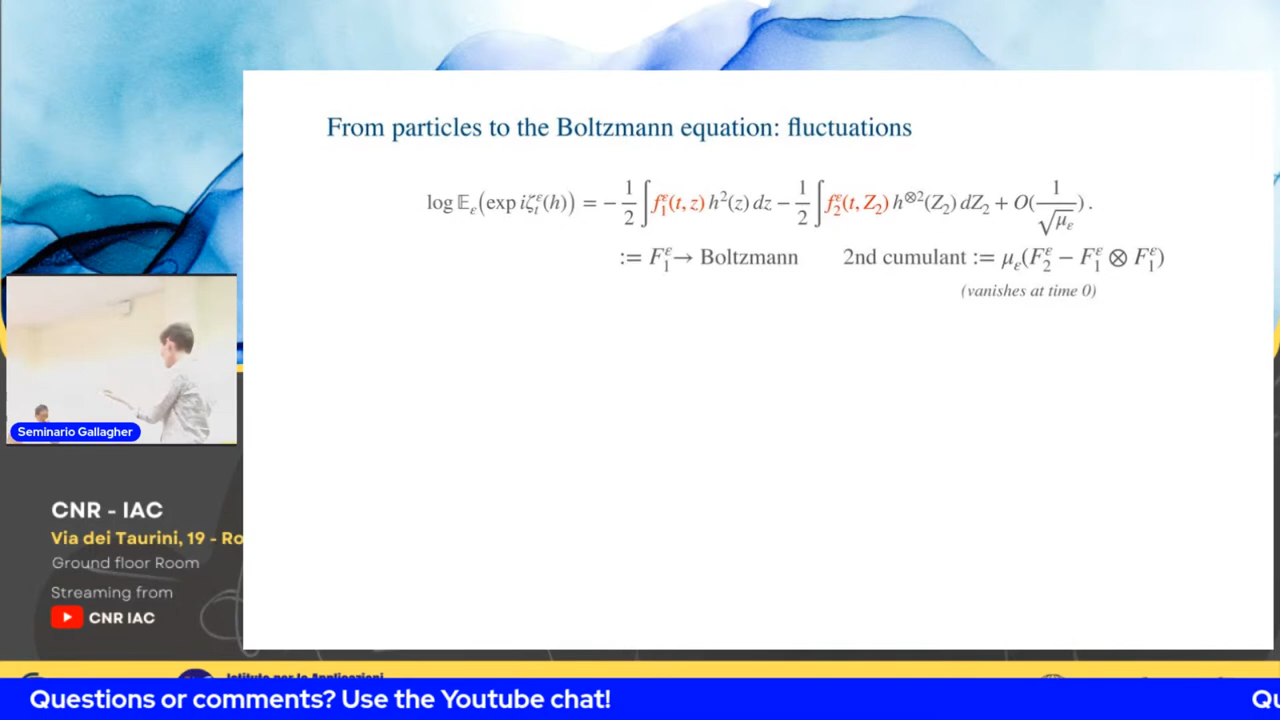 From particles to the Boltzmann equation: fluctuations
log 𝔼_ε(exp iζ_t^ε(h)) = − 1/2 ∫ f_1^ε(t, z) h²(z) dz − 1/2 ∫ f_2^ε(t, Z_2) h^{⊗2}(Z_2) dZ_2 + O(1/√μ_ε) .
:= F_1^ε → Boltzmann 2nd cumulant := μ_ε(F_2^ε − F_1^ε ⊗ F_1^ε)
(vanishes at time 0)
Seminario Gallagher
CNR - IAC
Via dei Taurini, 19 - Ro
Ground floor Room
Streaming from
CNR IAC
Questions or comments? Use the Youtube chat!
Qu